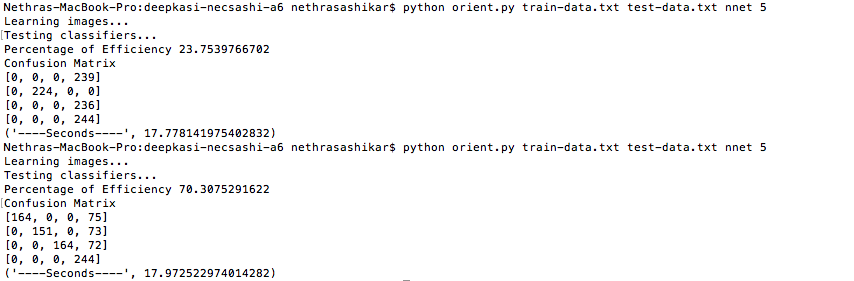 Nethras-MacBook-Pro:deepkasi-necsashi-a6 nethrasashikar$ python orient.py train-data.txt test-data.txt nnet 5
Learning images...
[Testing classifiers...
Percentage of Efficiency 23.7539766702
Confusion Matrix
[0, 0, 0, 239]
[0, 224, 0, 0]
[0, 0, 0, 236]
[0, 0, 0, 244]
('----Seconds----', 17.778141975402832)
Nethras-MacBook-Pro:deepkasi-necsashi-a6 nethrasashikar$ python orient.py train-data.txt test-data.txt nnet 5
Learning images...
Testing classifiers...
Percentage of Efficiency 70.3075291622
[Confusion Matrix
[164, 0, 0, 75]
[0, 151, 0, 73]
[0, 0, 164, 72]
[0, 0, 0, 244]
('----Seconds----', 17.972522974014282)